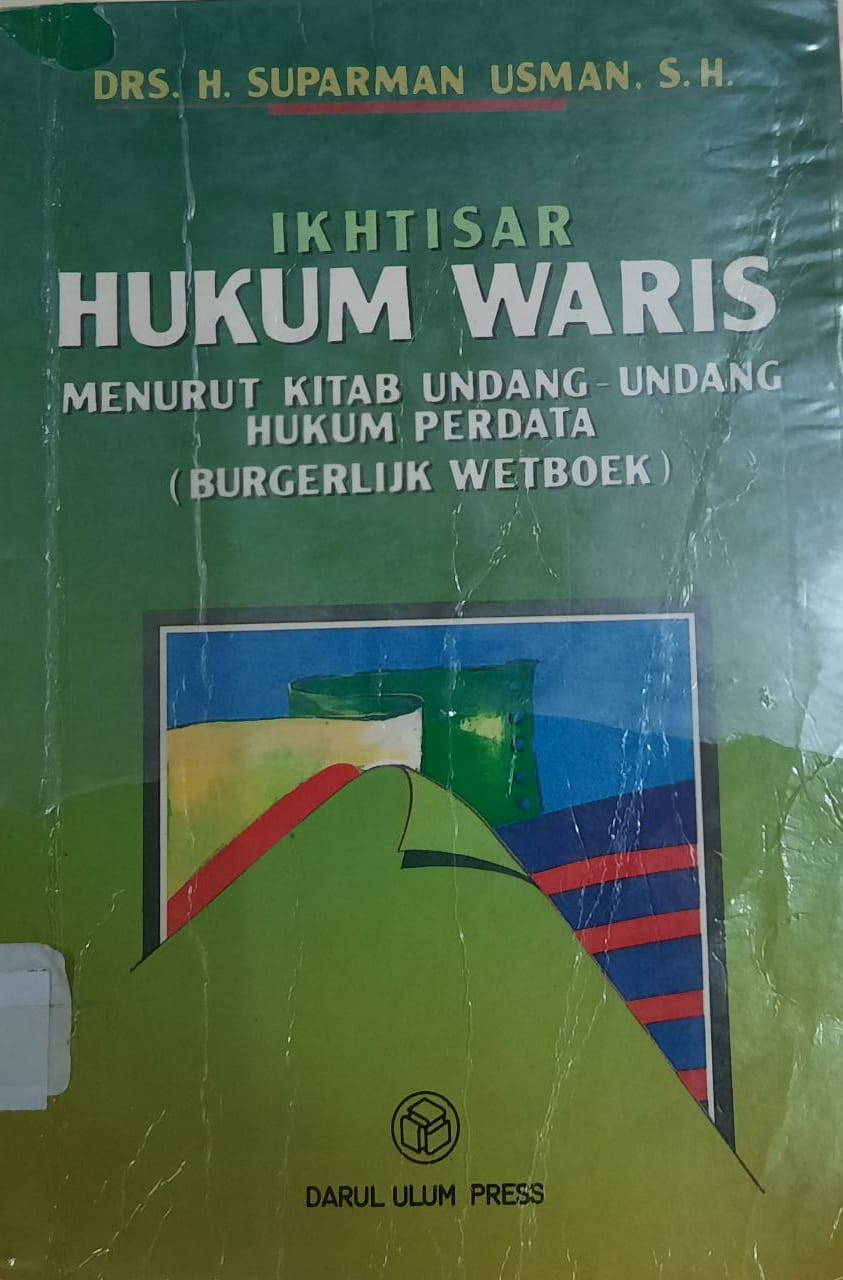 DRS. H. SUPARMAN USMAN. S.H.
IKHTISAR
HUKUM WARIS
MENURUT KITAB UNDANG-UNDANG
HUKUM PERDATA
(BURGERLIJK WETBOEK)
DARUL ULUM PRESS